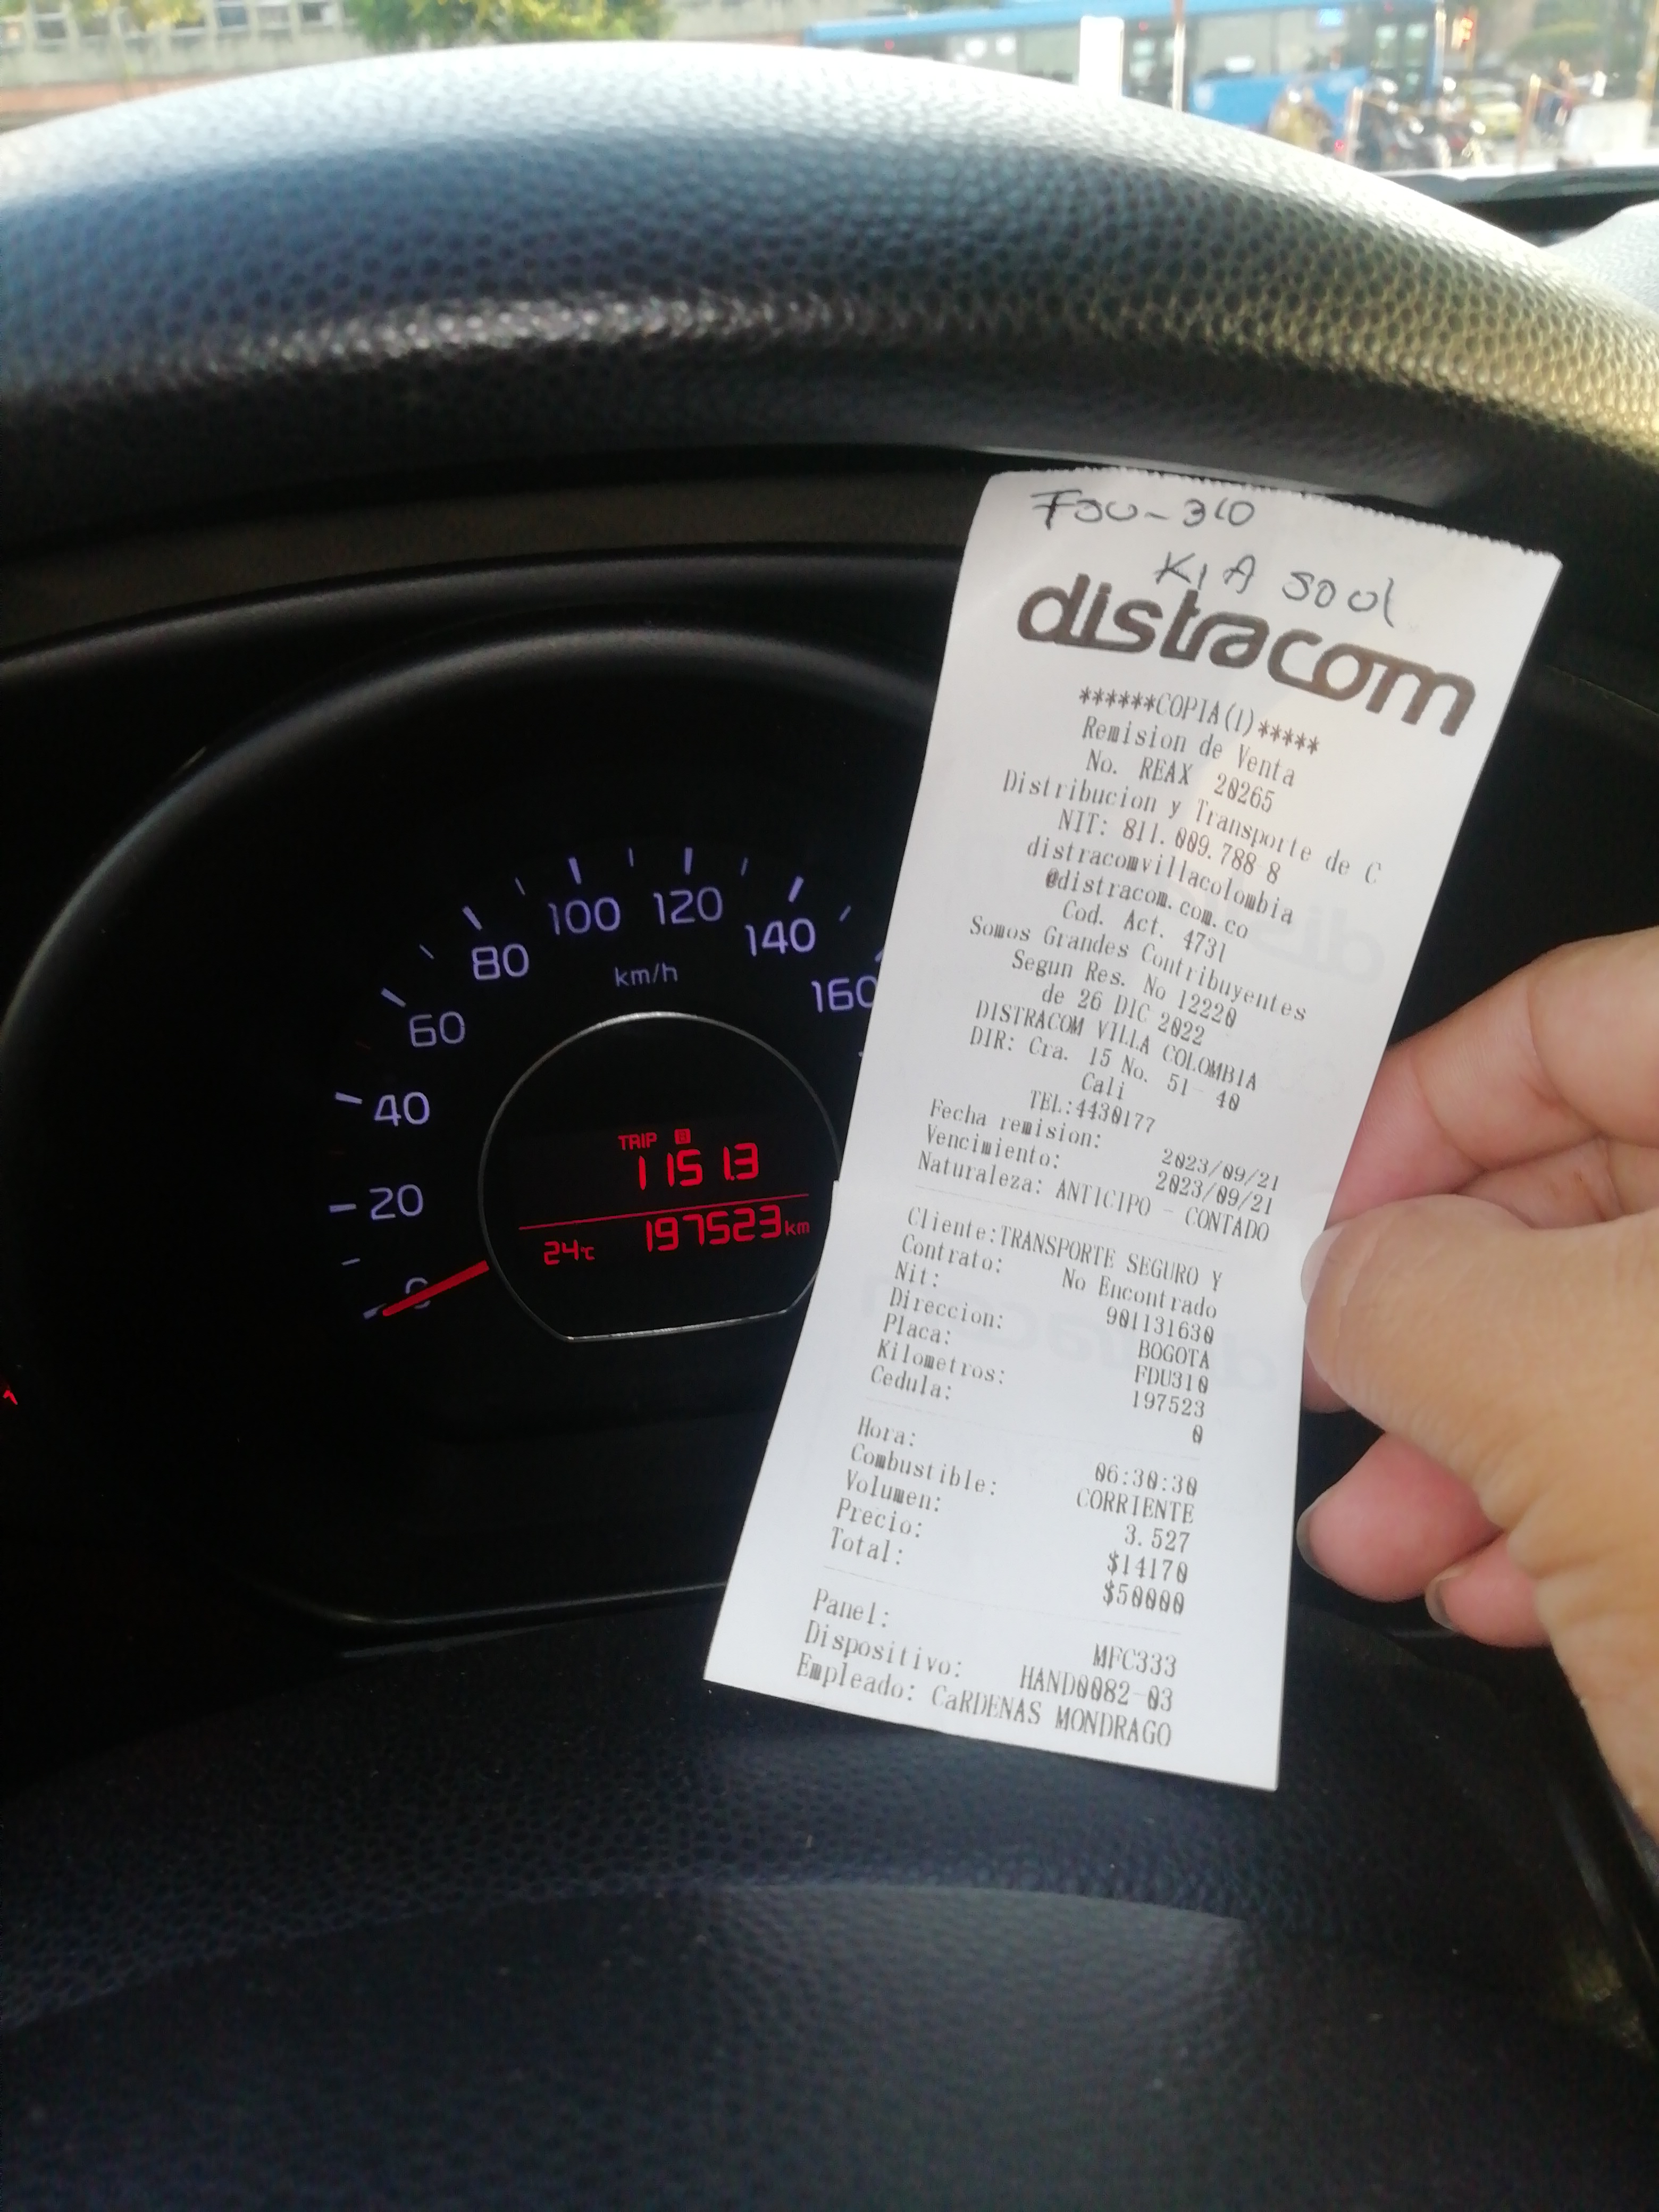 FDU-310
KIA Soul
distracom
******COPIA(1)*****
Remision de Venta
No. REAX 20265
Distribucion y Transporte de C
NIT: 811.009.788 8
distracomvillacolombia
@distracom.com.co
Cod. Act. 4731
Somos Grandes Contribuyentes
Segun Res. No 12220
de 26 DIC 2022
DISTRACOM VILLA COLOMBIA
DIR: Cra. 15 No. 51- 40
Cali
TEL:4430177
Fecha remision: 2023/09/21
Vencimiento: 2023/09/21
Naturaleza: ANTICIPO - CONTADO
Cliente:TRANSPORTE SEGURO Y
Contrato: No Encontrado
Nit: 901131630
Direccion: BOGOTA
Placa: FDU310
Kilometros: 197523
Cedula: 0
Hora: 06:30:30
Combustible: CORRIENTE
Volumen: 3.527
Precio: $14170
Total: $50000
Panel: MFC333
Dispositivo: HAND0082-03
Empleado: CaRDENAS MONDRAGO
0
20
40
60
80
100
120
140
160
km/h
TRIP B
1151.3
24°C 197523km